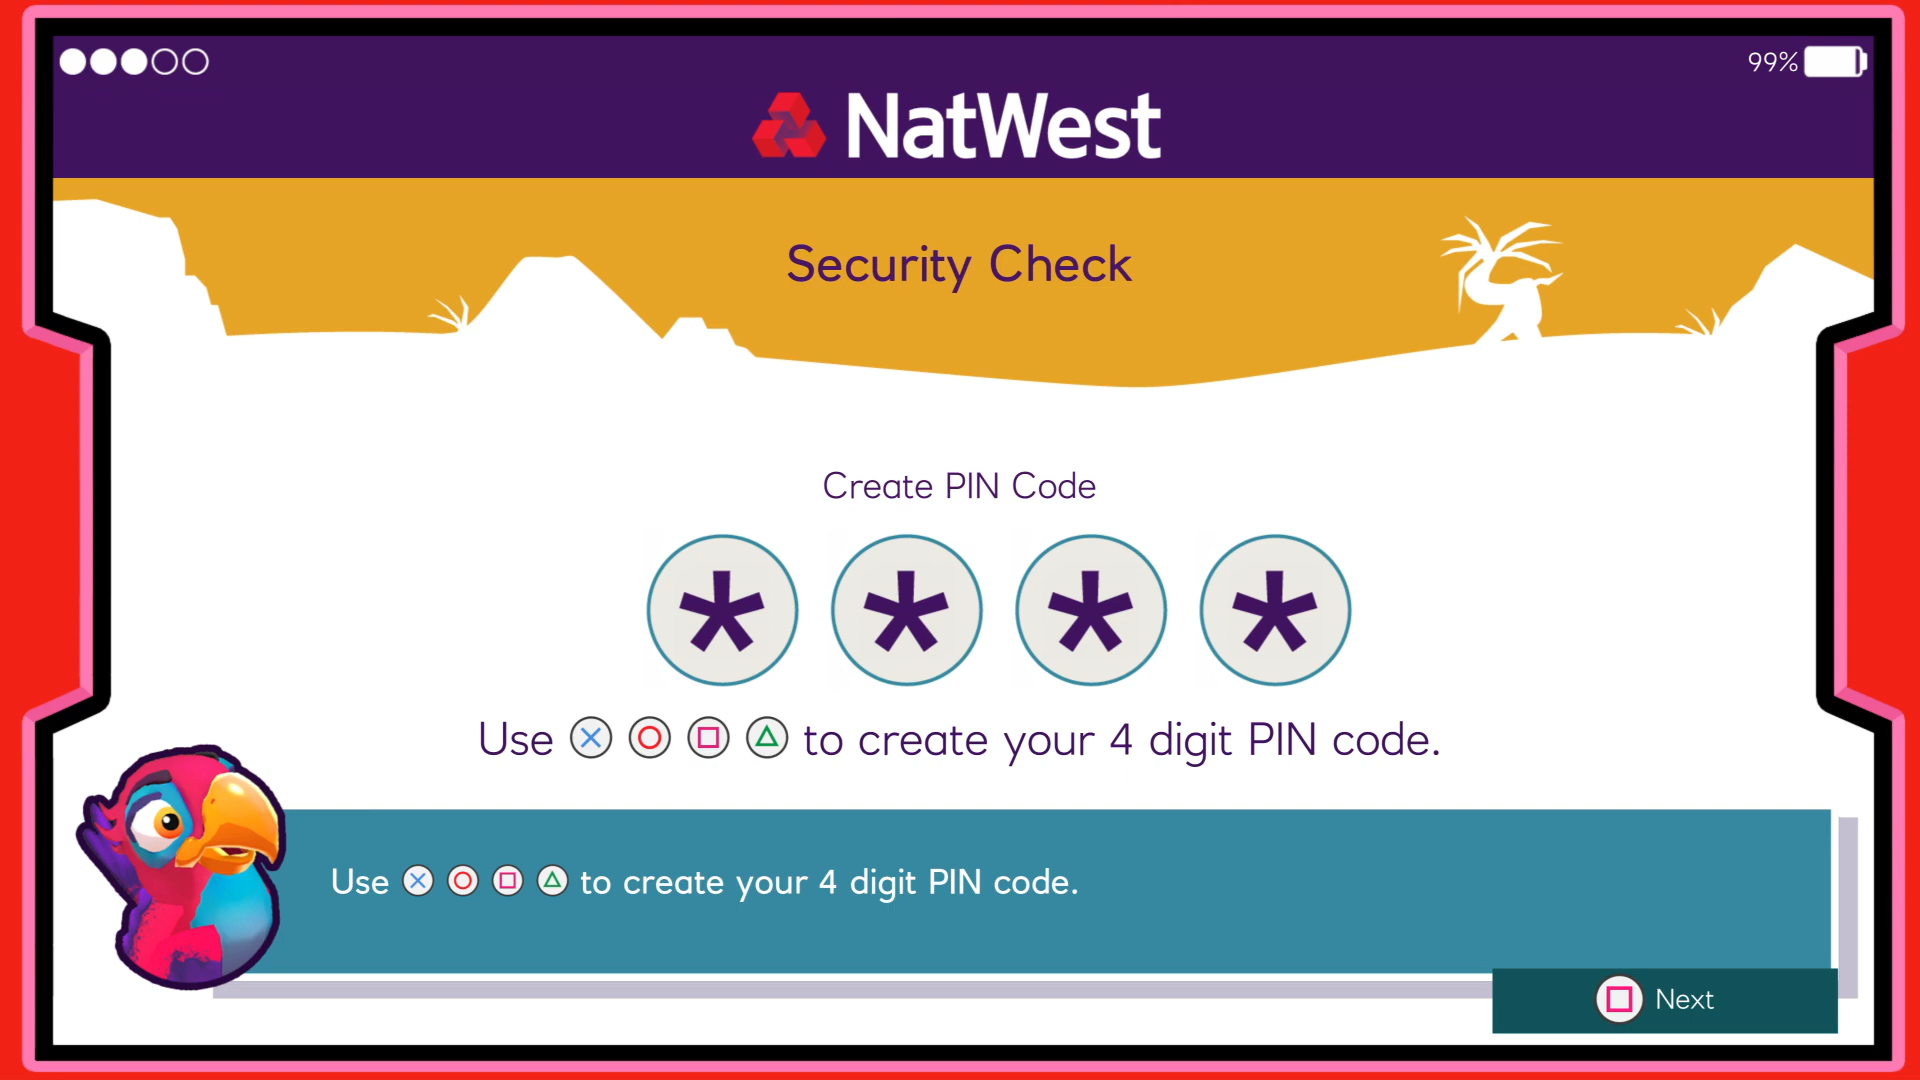 99%
NatWest
Security Check
Create PIN Code
* * * *
Use to create your 4 digit PIN code.
Use to create your 4 digit PIN code.
Next